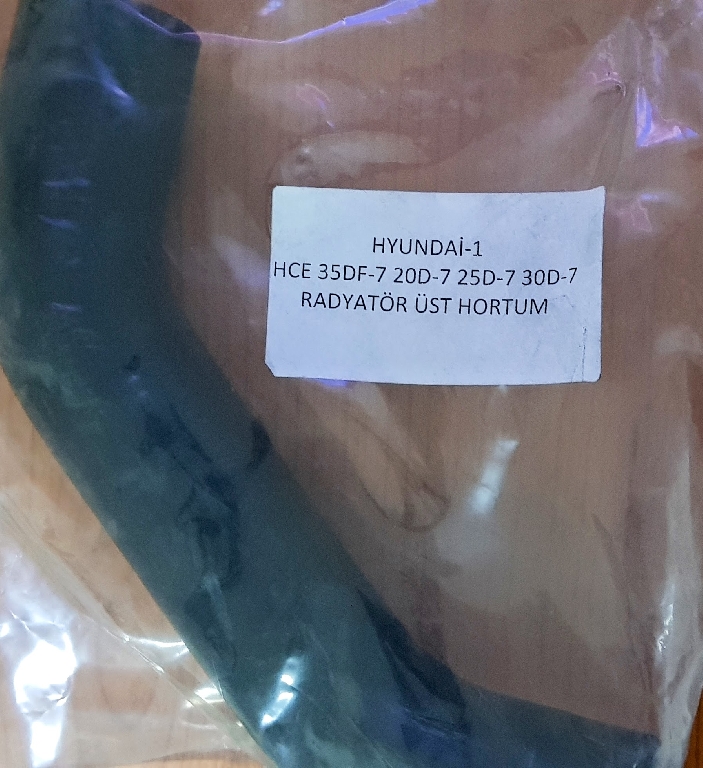 HYUNDAİ-1
HCE 35DF-7 20D-7 25D-7 30D-7
RADYATÖR ÜST HORTUM